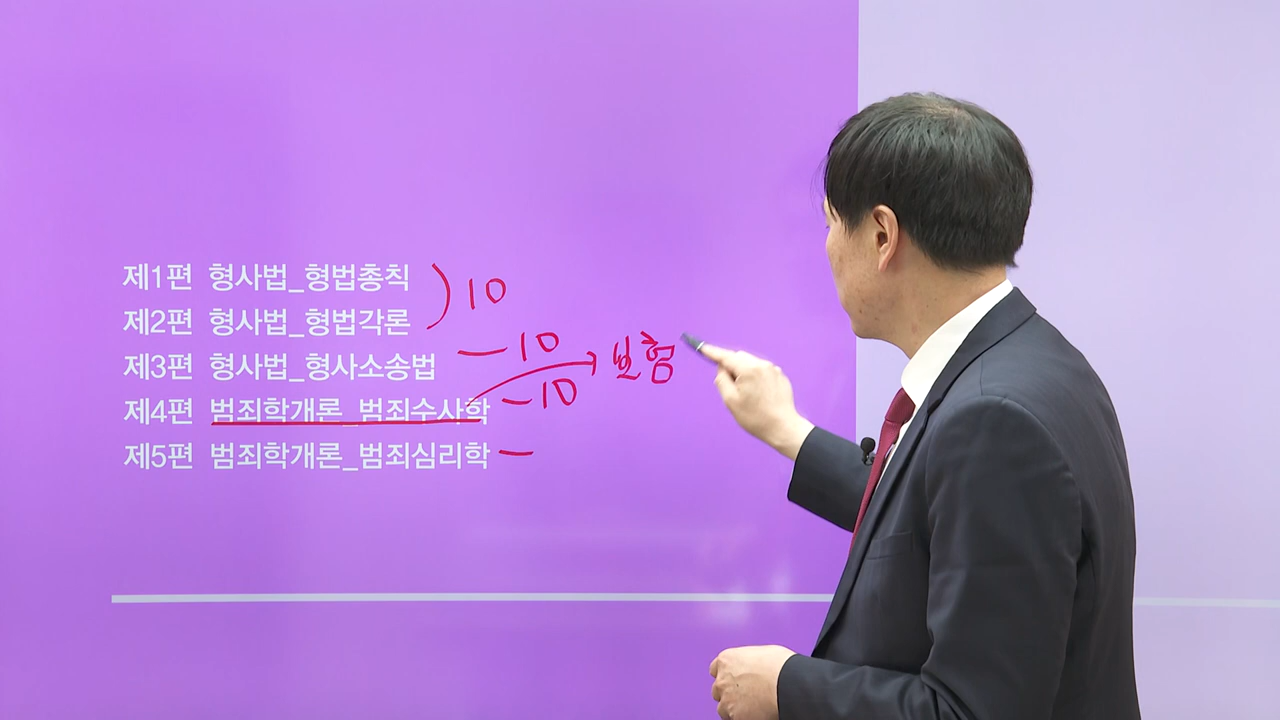 제1편 형사법_형법총칙
제2편 형사법_형법각론
) 10
제3편 형사법_형사소송법 – 10
제4편 범죄학개론_범죄수사학 – 10 → 보험
제5편 범죄학개론_범죄심리학 –